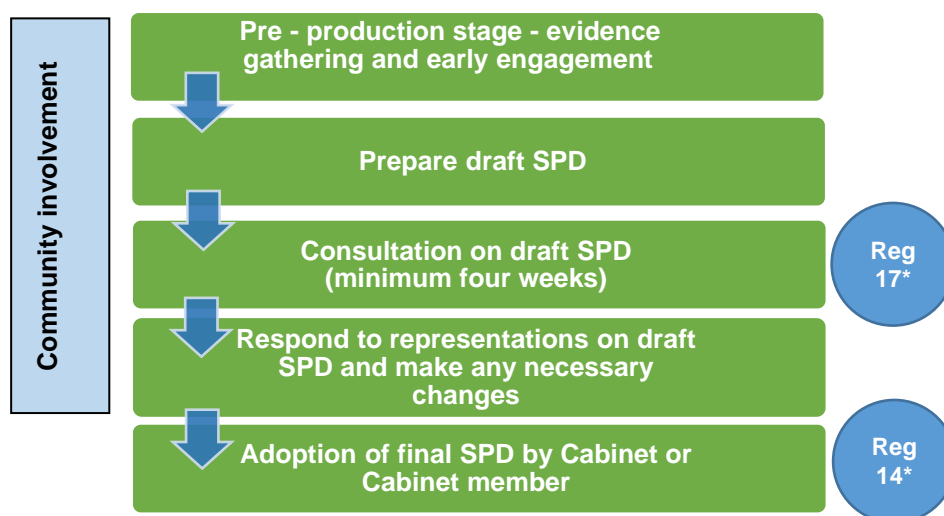 Community involvement
Pre - production stage - evidence
gathering and early engagement
Prepare draft SPD
Consultation on draft SPD
(minimum four weeks)
Reg
17*
Respond to representations on draft
SPD and make any necessary
changes
Adoption of final SPD by Cabinet or
Cabinet member
Reg
14*